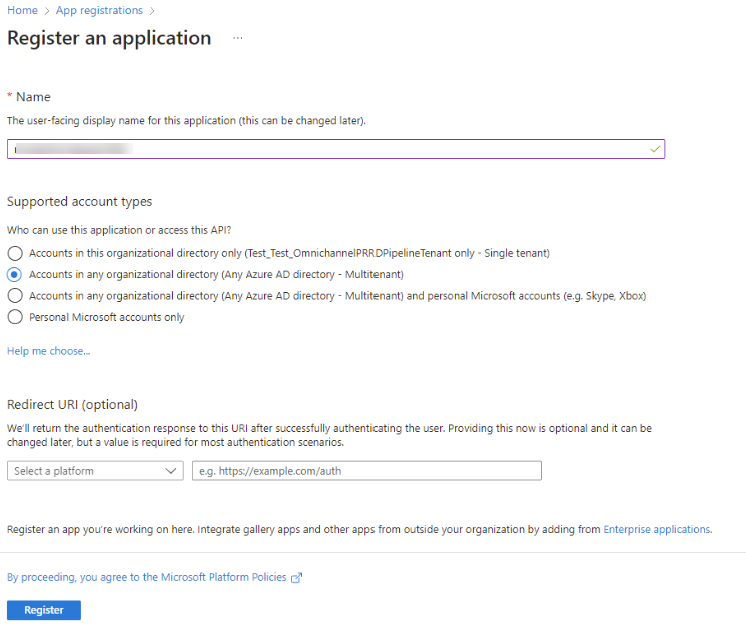 Home > App registrations >
Register an application ...
* Name
The user-facing display name for this application (this can be changed later).
Supported account types
Who can use this application or access this API?
Accounts in this organizational directory only (Test_Test_OmnichannelPRR:DPipelineTenant only - Single tenant)
Accounts in any organizational directory (Any Azure AD directory - Multitenant)
Accounts in any organizational directory (Any Azure AD directory - Multitenant) and personal Microsoft accounts (e.g. Skype, Xbox)
Personal Microsoft accounts only
Help me choose...
Redirect URI (optional)
We'll return the authentication response to this URI after successfully authenticating the user. Providing this now is optional and it can be
changed later, but a value is required for most authentication scenarios.
Select a platform
e.g. https://example.com/auth
Register an app you're working on here. Integrate gallery apps and other apps from outside your organization by adding from Enterprise applications.
By proceeding, you agree to the Microsoft Platform Policies
Register